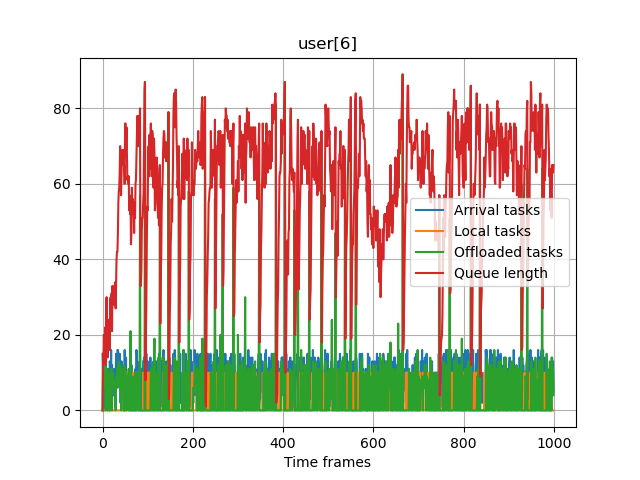 user[6]
80
60
40
20
0
Arrival tasks
Local tasks
Offloaded tasks
Queue length
0 200 400 600 800 1000
Time frames